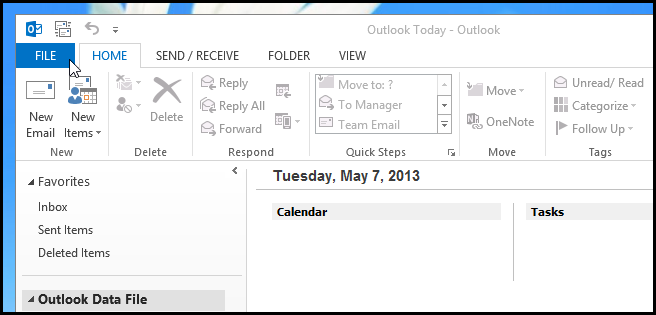 Outlook Today - Outlook
FILE HOME SEND / RECEIVE FOLDER VIEW
New Email
New Items
New
Delete
Delete
Reply
Reply All
Forward
Respond
Move to: ?
To Manager
Team Email
Quick Steps
Move
OneNote
Move
Unread/ Read
Categorize
Follow Up
Tags
Favorites
Inbox
Sent Items
Deleted Items
Outlook Data File
Tuesday, May 7, 2013
Calendar
Tasks